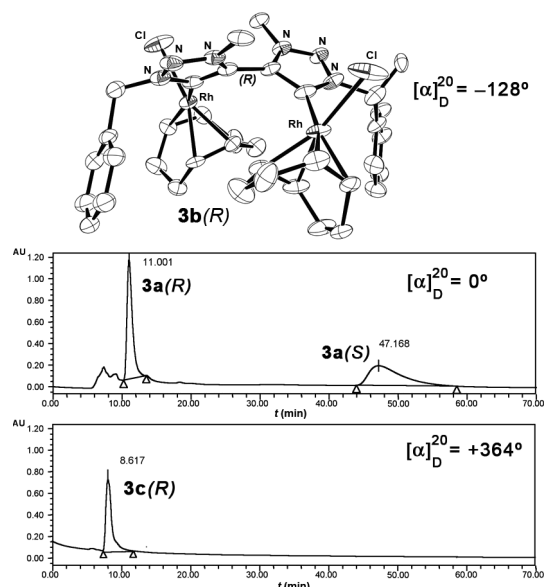 Cl
N
N
N
N
N
N
Cl
(R)
Rh
Rh
[α]20D = −128º
3b(R)
AU
1.20
1.00
0.80
0.60
0.40
0.20
0.00
11.001
3a(R)
[α]20D = 0º
3a(S)
47.168
0.00 10.00 20.00 30.00 40.00 50.00 60.00 70.00
t (min)
AU
1.20
1.00
0.80
0.60
0.40
0.20
0.00
8.617
3c(R)
[α]20D = +364º
0.00 10.00 20.00 30.00 40.00 50.00 60.00 70.00
t (min)